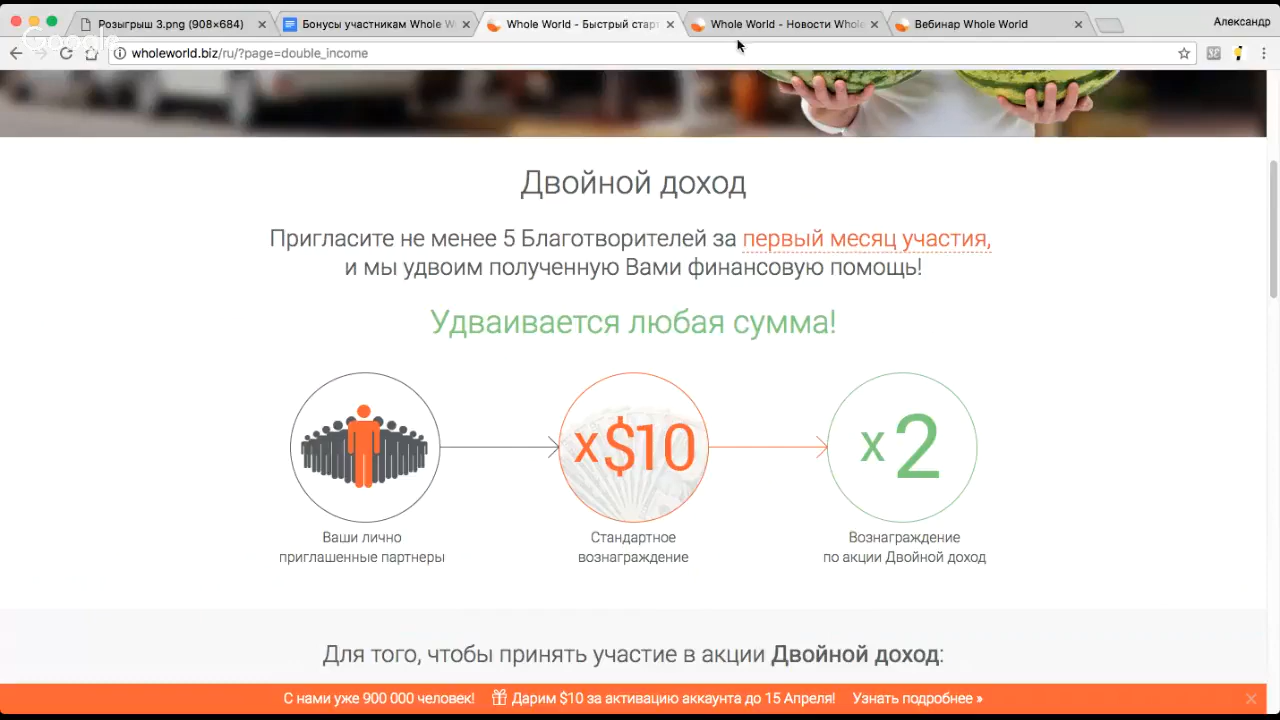 Розыгрыш 3.png (908×684)
Бонусы участникам Whole W
Whole World - Быстрый старт
Whole World - Новости Whole
Вебинар Whole World
Александр
Google
wholeworld.biz/ru/?page=double_income
Двойной доход
Пригласите не менее 5 Благотворителей за первый месяц участия,
и мы удвоим полученную Вами финансовую помощь!
Удваивается любая сумма!
x$10
x2
Ваши лично
приглашенные партнеры
Стандартное
вознаграждение
Вознаграждение
по акции Двойной доход
Для того, чтобы принять участие в акции Двойной доход:
С нами уже 900 000 человек! Дарим $10 за активацию аккаунта до 15 Апреля! Узнать подробнее »